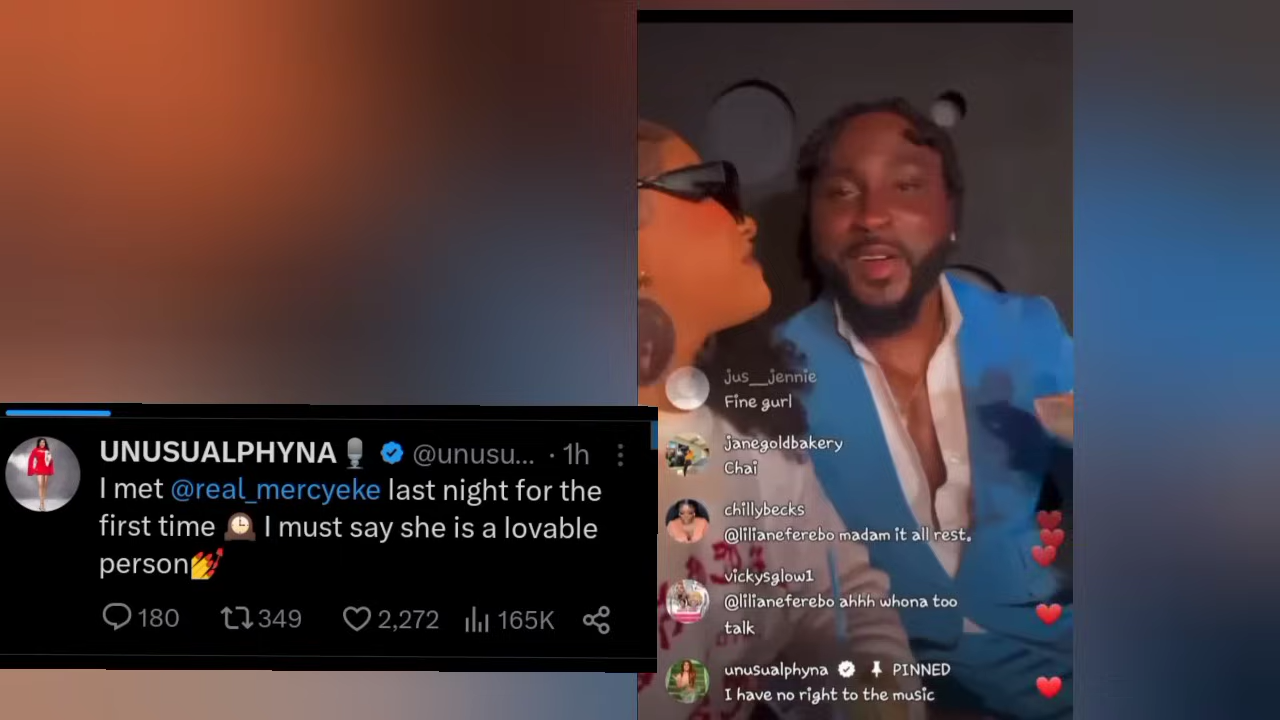 UNUSUALPHYNA🎙️ @unusu... · 1h
I met @real_mercyeke last night for the
first time 🕰️ I must say she is a lovable
person💅
180 349 2,272 165K
jus__jennie
Fine gurl
janegoldbakery
Chai
chillybecks
@lilianeferebo madam it all rest.
vickysglow1
@lilianeferebo ahhh whona too
talk
unusualphyna PINNED
I have no right to the music